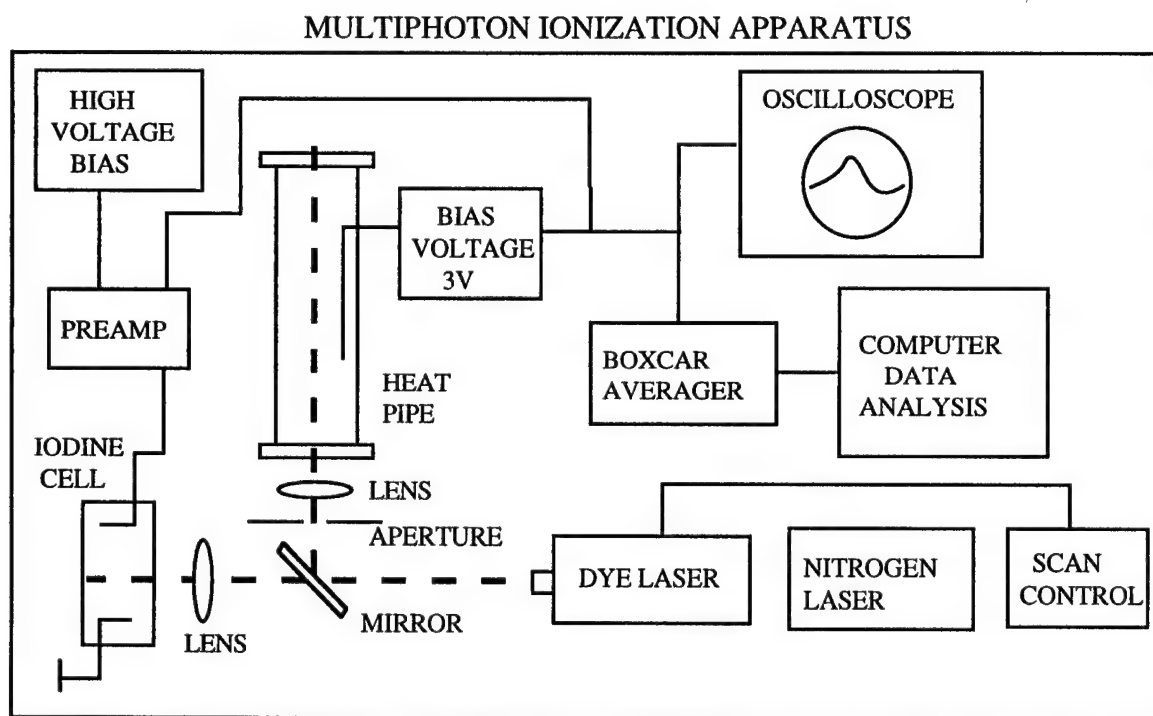 MULTIPHOTON IONIZATION APPARATUS
HIGH
VOLTAGE
BIAS
OSCILLOSCOPE
BIAS
VOLTAGE
3V
PREAMP
BOXCAR
AVERAGER
COMPUTER
DATA
ANALYSIS
HEAT
PIPE
IODINE
CELL
LENS
APERTURE
DYE LASER
NITROGEN
LASER
SCAN
CONTROL
MIRROR
LENS